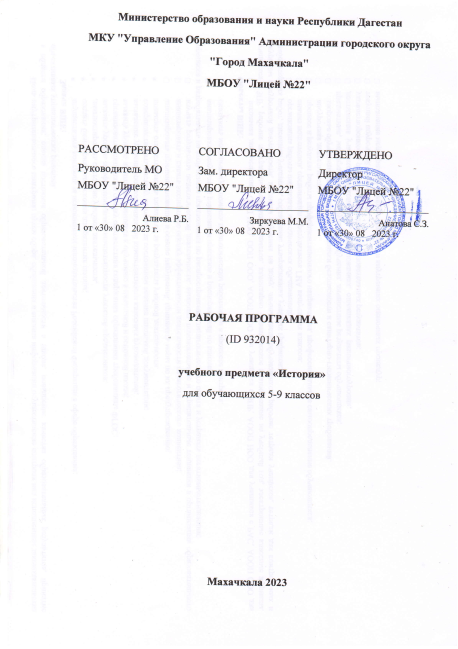 Министерство образования и науки Республики Дагестан
МКУ "Управление Образования" Администрации городского округа
"Город Махачкала"
МБОУ "Лицей №22"
РАССМОТРЕНО
Руководитель МО
МБОУ "Лицей №22"
Алиева Р.Б.
1 от «30» 08 2023 г.
СОГЛАСОВАНО
Зам. директора
МБОУ "Лицей №22"
Зиркуева М.М.
1 от «30» 08 2023 г.
УТВЕРЖДЕНО
Директор
МБОУ "Лицей №22"
С.З.
1 от «30» 08 2023 г.
РАБОЧАЯ ПРОГРАММА
(ID 932014)
учебного предмета «История»
для обучающихся 5-9 классов
Махачкала 2023